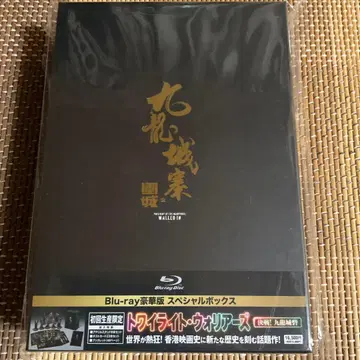 九龍城寨
圍城
WALLED IN
Blu-ray Disc
Blu-ray豪華版 スペシャルボックス
初回生産限定
トワイライト・ウォリアーズ
決戦! 九龍城砦
世界が熱狂! 香港映画史に新たな歴史を刻む話題作!